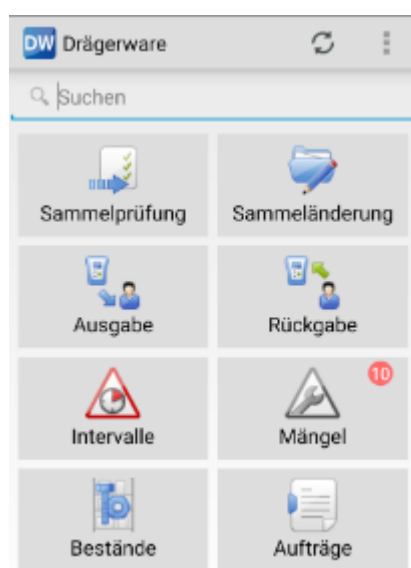 DW Drägerware
Suchen
Sammelprüfung Sammeländerung
Ausgabe Rückgabe
10
Intervalle Mängel
Bestände Aufträge